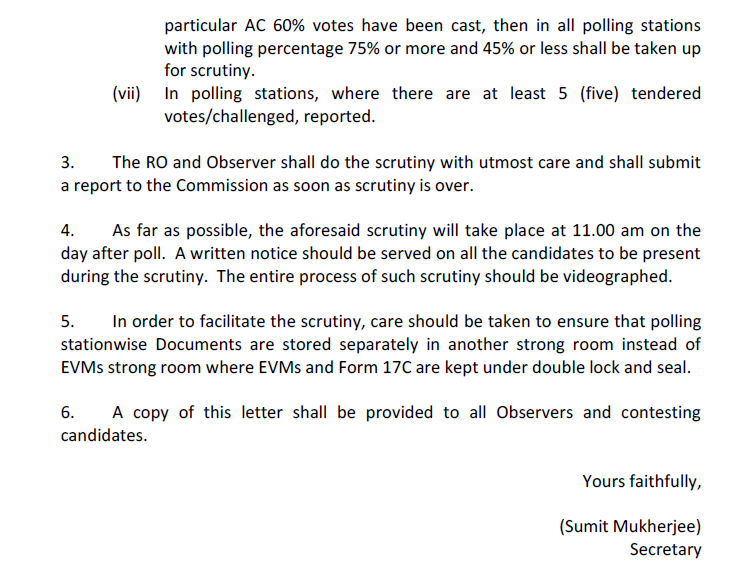 particular AC 60% votes have been cast, then in all polling stations
with polling percentage 75% or more and 45% or less shall be taken up
for scrutiny.
(vii) In polling stations, where there are at least 5 (five) tendered
votes/challenged, reported.
3. The RO and Observer shall do the scrutiny with utmost care and shall submit
a report to the Commission as soon as scrutiny is over.
4. As far as possible, the aforesaid scrutiny will take place at 11.00 am on the
day after poll. A written notice should be served on all the candidates to be present
during the scrutiny. The entire process of such scrutiny should be videographed.
5. In order to facilitate the scrutiny, care should be taken to ensure that polling
stationwise Documents are stored separately in another strong room instead of
EVMs strong room where EVMs and Form 17C are kept under double lock and seal.
6. A copy of this letter shall be provided to all Observers and contesting
candidates.
Yours faithfully,
(Sumit Mukherjee)
Secretary